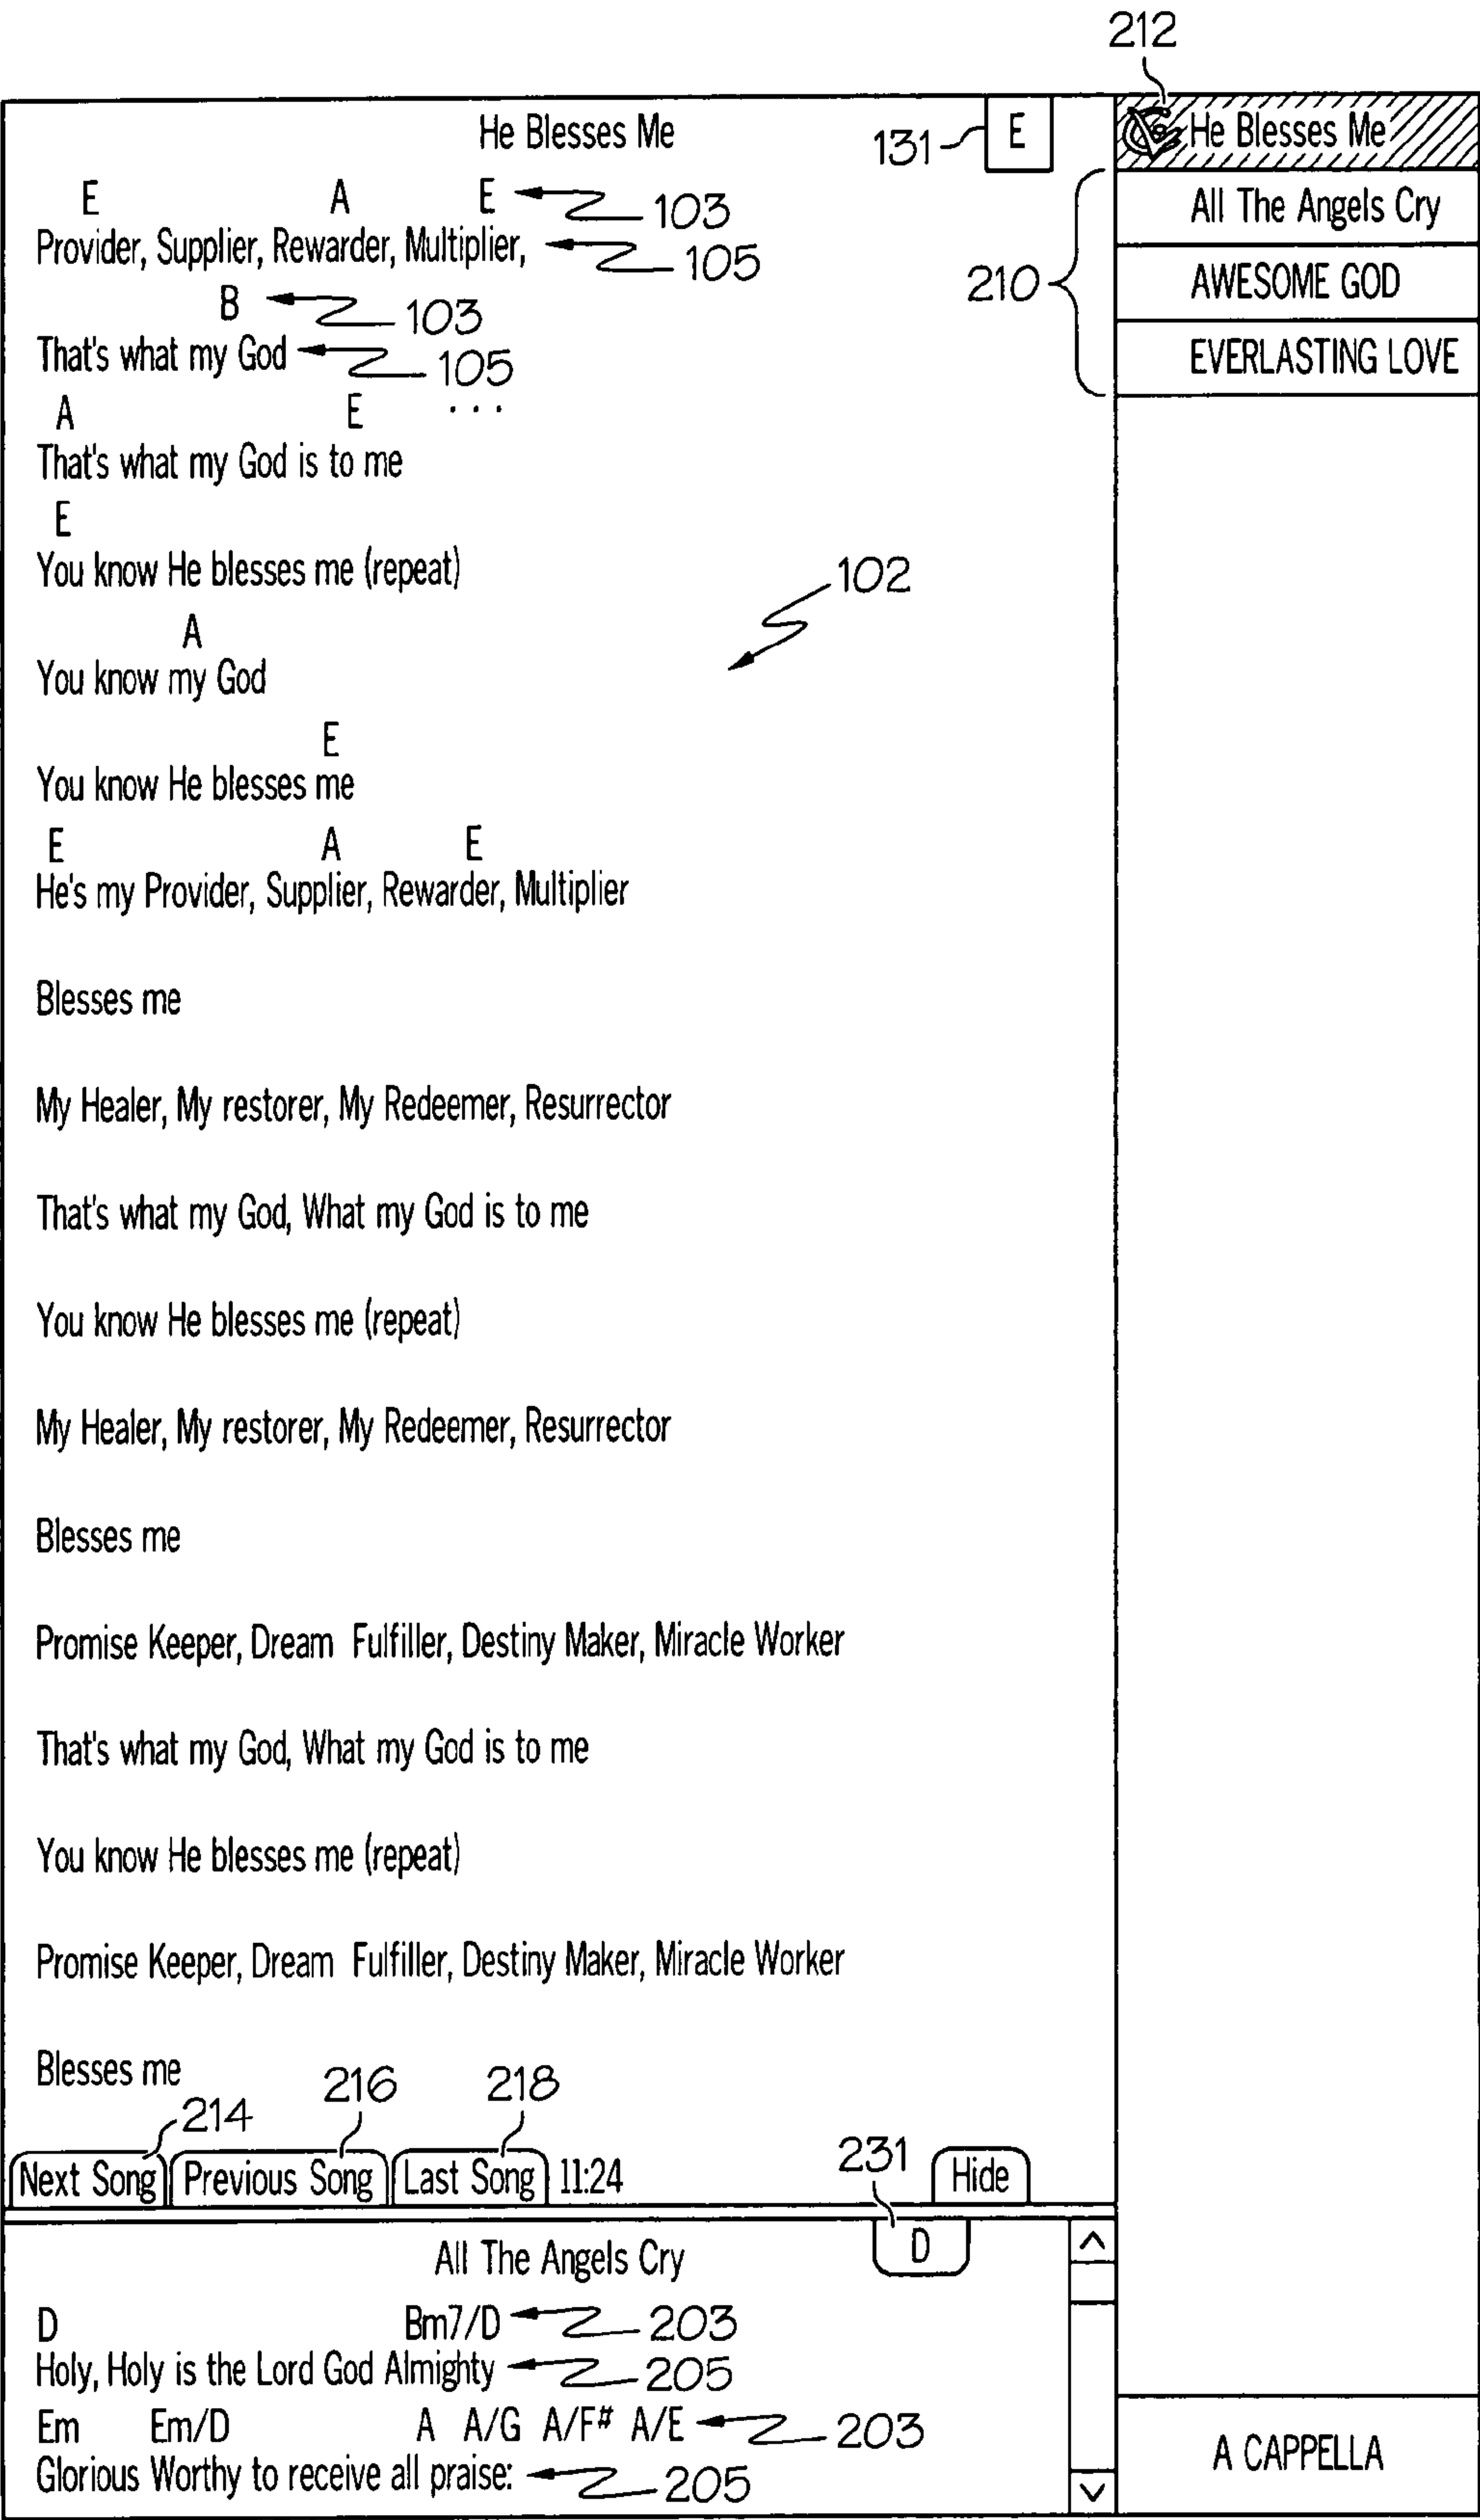 212
He Blesses Me 131 E He Blesses Me
E A E 103 All The Angels Cry
Provider, Supplier, Rewarder, Multiplier, 105
210 AWESOME GOD
B 103
That's what my God 105 EVERLASTING LOVE
A E ...
That's what my God is to me
E
You know He blesses me (repeat)
102
A
You know my God
E
You know He blesses me
E A E
He's my Provider, Supplier, Rewarder, Multiplier
Blesses me
My Healer, My restorer, My Redeemer, Resurrector
That's what my God, What my God is to me
You know He blesses me (repeat)
My Healer, My restorer, My Redeemer, Resurrector
Blesses me
Promise Keeper, Dream Fulfiller, Destiny Maker, Miracle Worker
That's what my God, What my God is to me
You know He blesses me (repeat)
Promise Keeper, Dream Fulfiller, Destiny Maker, Miracle Worker
Blesses me
214 216 218
231
Next Song Previous Song Last Song 11:24 Hide
All The Angels Cry D
D Bm7/D 203
Holy, Holy is the Lord God Almighty 205
Em Em/D A A/G A/F# A/E 203
Glorious Worthy to receive all praise: 205
A CAPPELLA